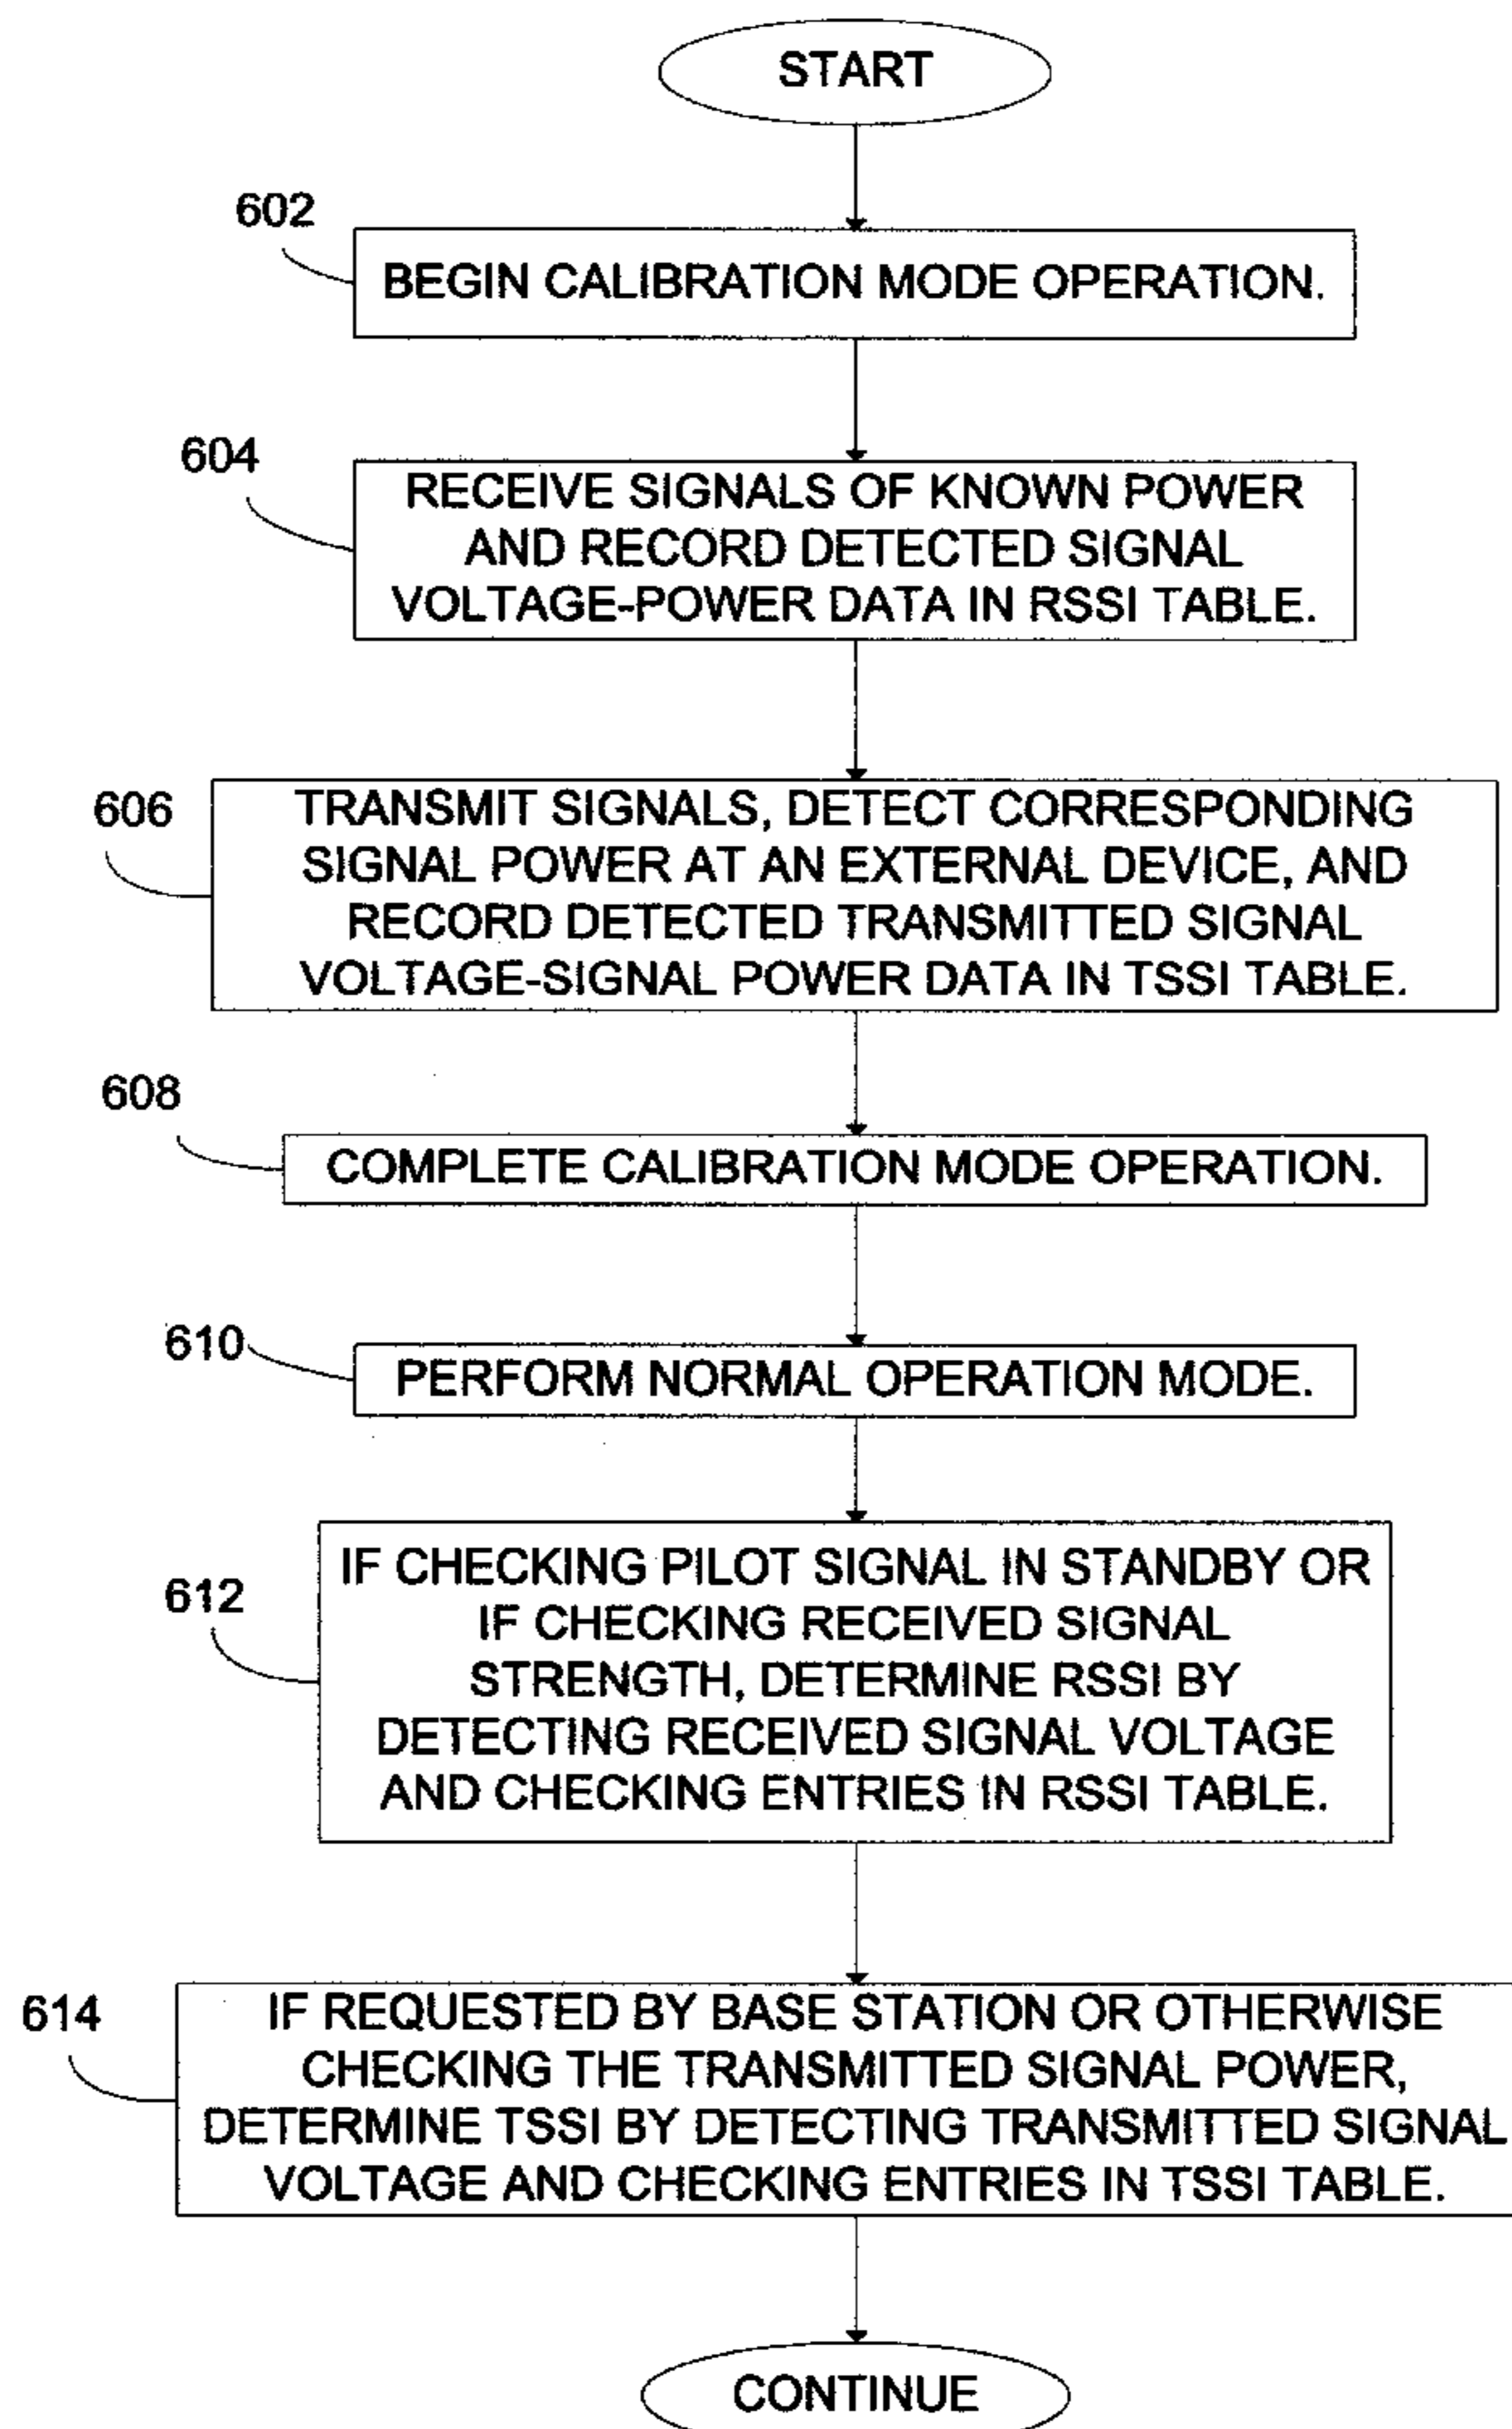 START
602
BEGIN CALIBRATION MODE OPERATION.
604
RECEIVE SIGNALS OF KNOWN POWER
AND RECORD DETECTED SIGNAL
VOLTAGE-POWER DATA IN RSSI TABLE.
606
TRANSMIT SIGNALS, DETECT CORRESPONDING
SIGNAL POWER AT AN EXTERNAL DEVICE, AND
RECORD DETECTED TRANSMITTED SIGNAL
VOLTAGE-SIGNAL POWER DATA IN TSSI TABLE.
608
COMPLETE CALIBRATION MODE OPERATION.
610
PERFORM NORMAL OPERATION MODE.
612
IF CHECKING PILOT SIGNAL IN STANDBY OR
IF CHECKING RECEIVED SIGNAL
STRENGTH, DETERMINE RSSI BY
DETECTING RECEIVED SIGNAL VOLTAGE
AND CHECKING ENTRIES IN RSSI TABLE.
614
IF REQUESTED BY BASE STATION OR OTHERWISE
CHECKING THE TRANSMITTED SIGNAL POWER,
DETERMINE TSSI BY DETECTING TRANSMITTED SIGNAL
VOLTAGE AND CHECKING ENTRIES IN TSSI TABLE.
CONTINUE